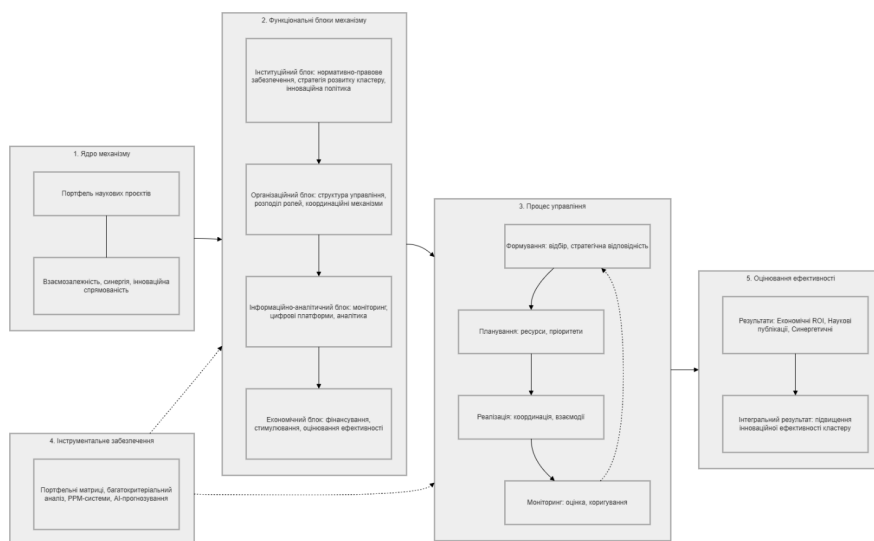 1. Ядро механізму
Портфель наукових проєктів
Взаємозалежність, синергія, інноваційна
спрямованість
2. Функціональні блоки механізму
Інституційний блок: нормативно-правове
забезпечення, стратегія розвитку кластеру,
інноваційна політика
Організаційний блок: структура управління,
розподіл ролей, координаційні механізми
Інформаційно-аналітичний блок: моніторинг,
цифрові платформи, аналітика
Економічний блок: фінансування,
стимулювання, оцінювання ефективності
3. Процес управління
Формування: відбір, стратегічна відповідність
Планування: ресурси, пріоритети
Реалізація: координація, взаємодії
Моніторинг: оцінка, коригування
4. Інструментальне забезпечення
Портфельні матриці, багатокритеріальний
аналіз, PPM-системи, AI-прогнозування
5. Оцінювання ефективності
Результати: Економічні ROI, Наукові
публікації, Синергетичні
Інтегральний результат: підвищення
інноваційної ефективності кластеру